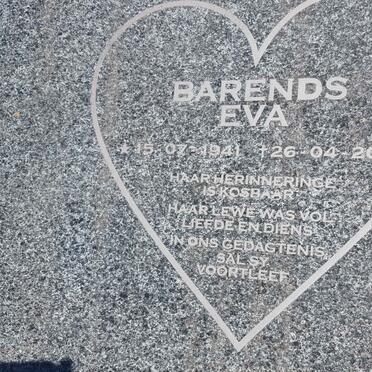 BARENDS
EVA
* 15-07-1941 †26-04-20
HAAR HERINNERINGE
IS KOSBAAR,
HAAR LEWE WAS VOL
LIEFDE EN DIENS
IN ONS GEDAGTENIS
SAL SY
VOORTLEEF.